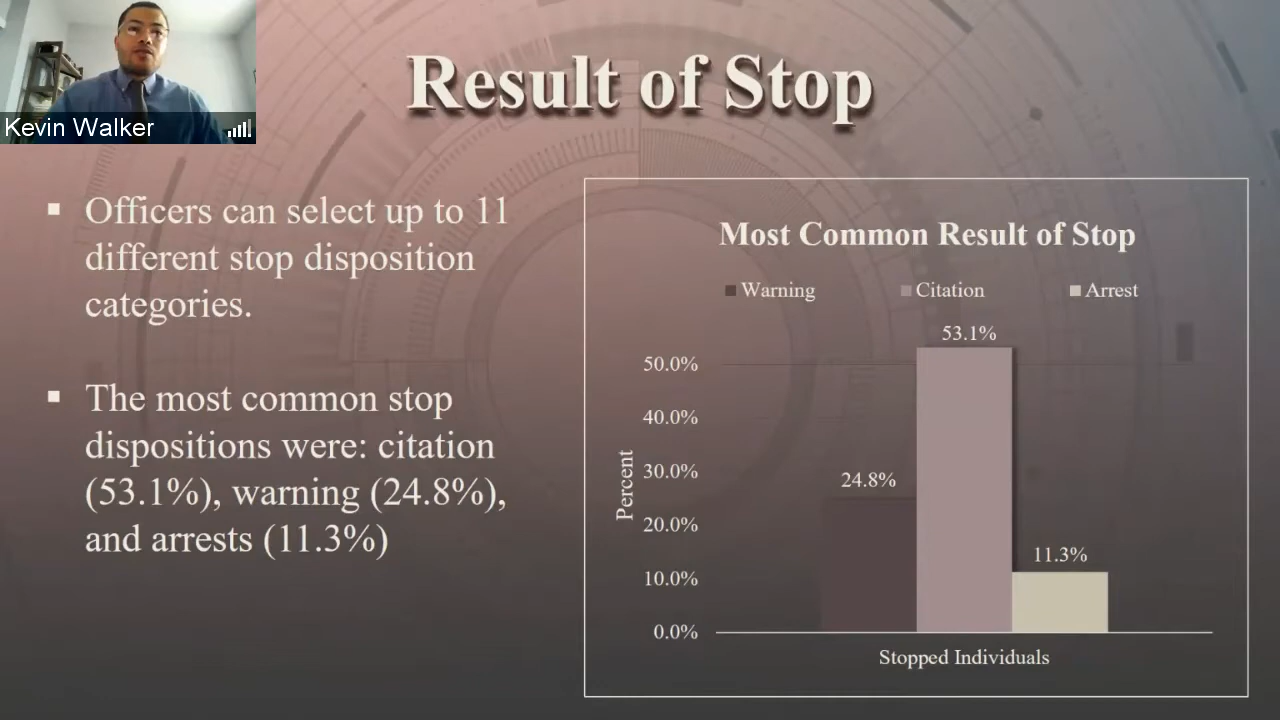 Kevin Walker
Result of Stop
▪ Officers can select up to 11
different stop disposition
categories.
▪ The most common stop
dispositions were: citation
(53.1%), warning (24.8%),
and arrests (11.3%)
Most Common Result of Stop
Warning Citation Arrest
53.1%
50.0%
40.0%
30.0%
24.8%
20.0%
11.3%
10.0%
0.0%
Percent
Stopped Individuals